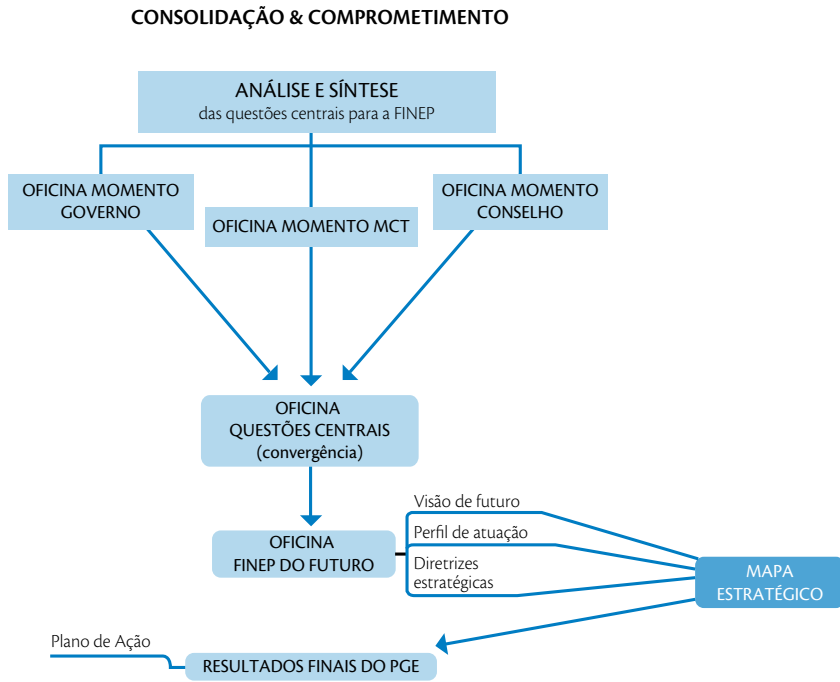 CONSOLIDAÇÃO & COMPROMETIMENTO
ANÁLISE E SÍNTESE
das questões centrais para a FINEP
OFICINA MOMENTO
GOVERNO
OFICINA MOMENTO MCT
OFICINA MOMENTO
CONSELHO
OFICINA
QUESTÕES CENTRAIS
(convergência)
OFICINA
FINEP DO FUTURO
Visão de futuro
Perfil de atuação
Diretrizes
estratégicas
MAPA
ESTRATÉGICO
Plano de Ação
RESULTADOS FINAIS DO PGE